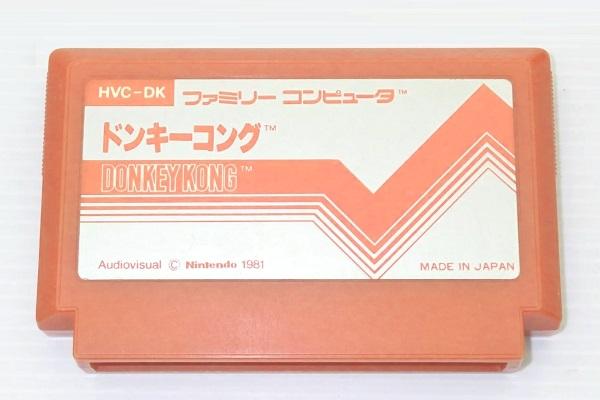 HVC-DK ファミリー コンピュータ™
ドンキーコング™
DONKEY KONG™
Audiovisual © Nintendo 1981
MADE IN JAPAN